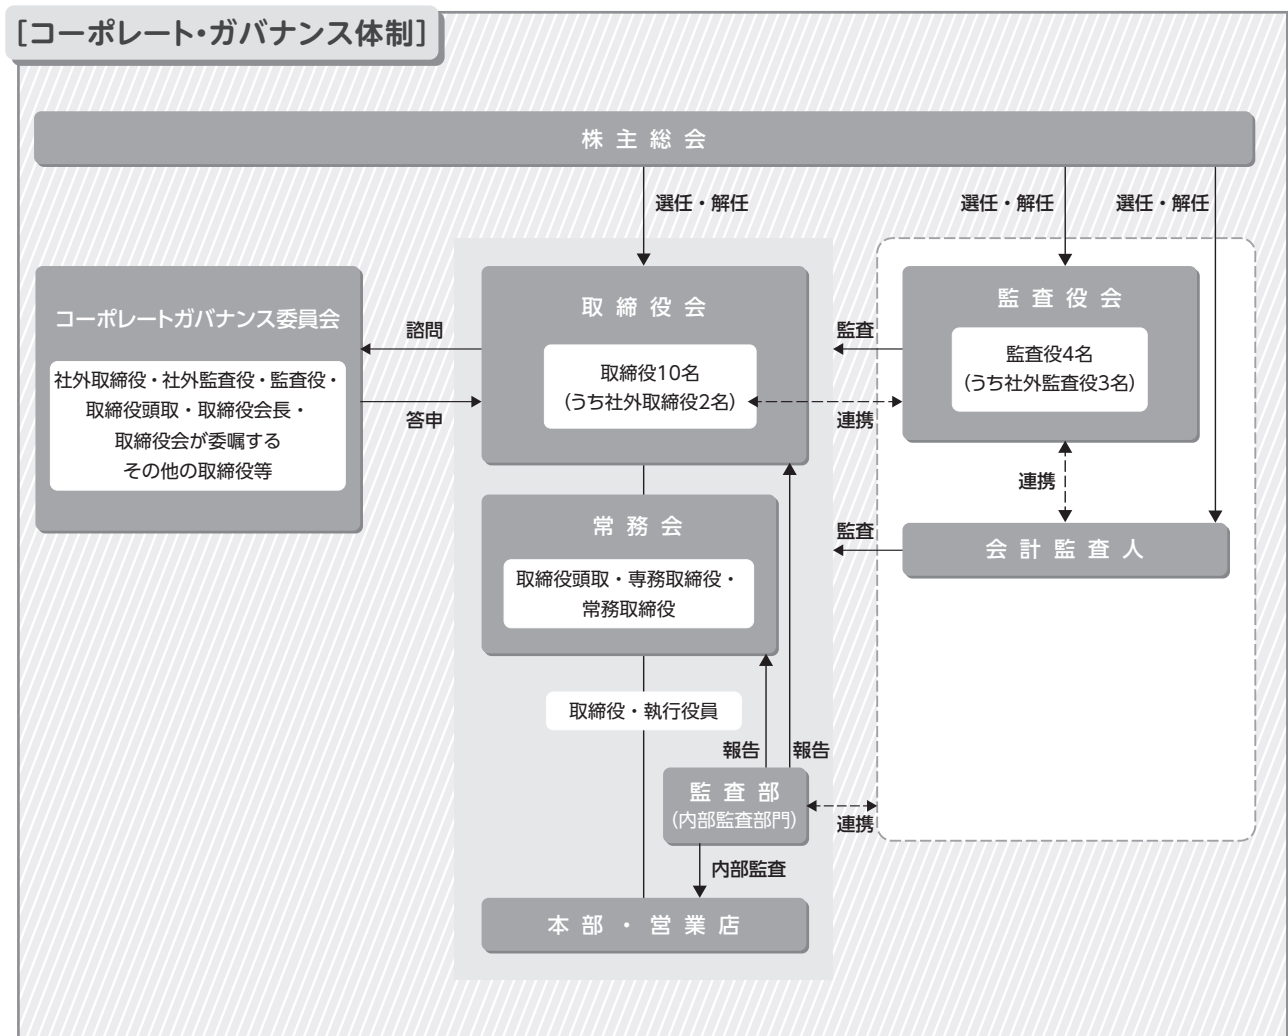 [コーポレート・ガバナンス体制]
株主総会
選任・解任
選任・解任
選任・解任
コーポレートガバナンス委員会
社外取締役・社外監査役・監査役・
取締役頭取・取締役会長・
取締役会が委嘱する
その他の取締役等
諮問
答申
取締役会
取締役10名
(うち社外取締役2名)
監査
連携
監査役会
監査役4名
(うち社外監査役3名)
連携
常務会
取締役頭取・専務取締役・
常務取締役
監査
会計監査人
取締役・執行役員
報告
報告
監査部
(内部監査部門)
連携
内部監査
本部・営業店